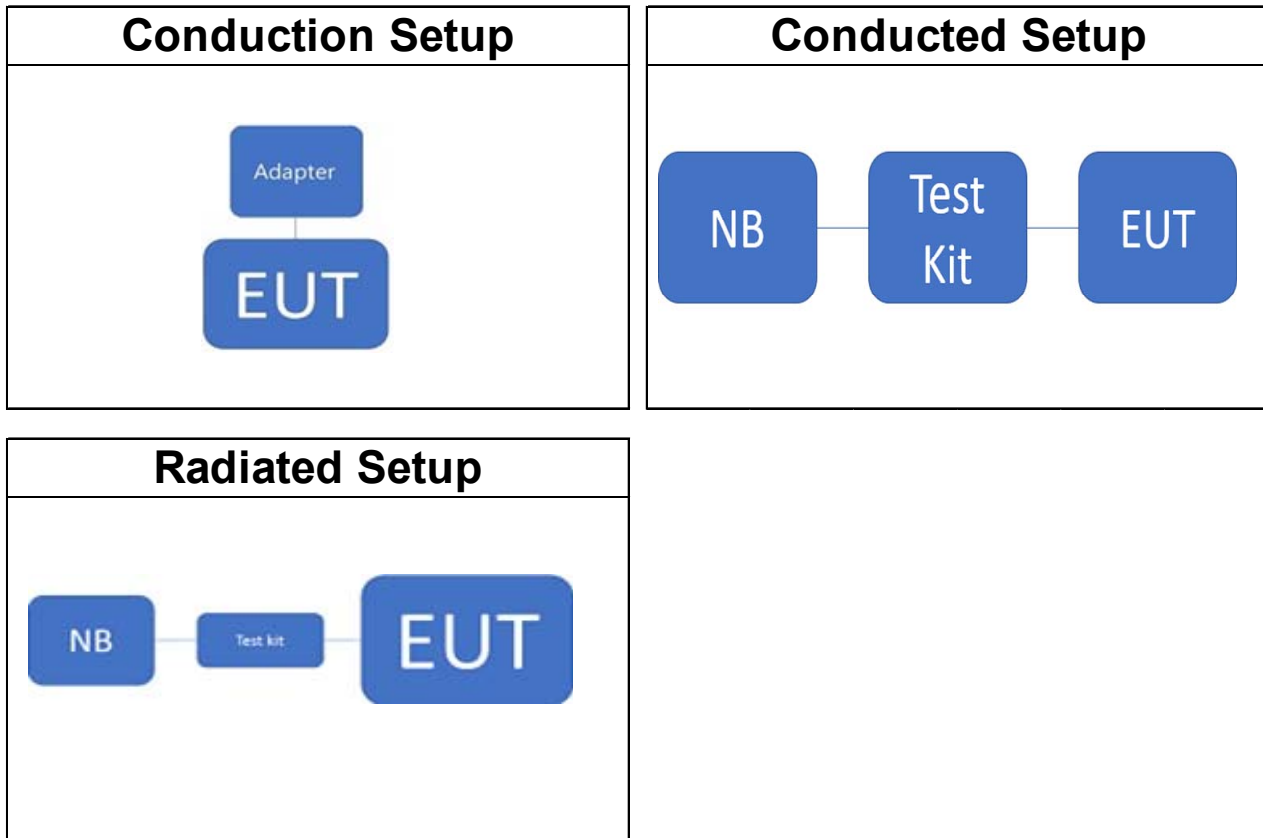 Conduction Setup
Adapter
EUT
Conducted Setup
NB
Test
Kit
EUT
Radiated Setup
NB
Test kit
EUT